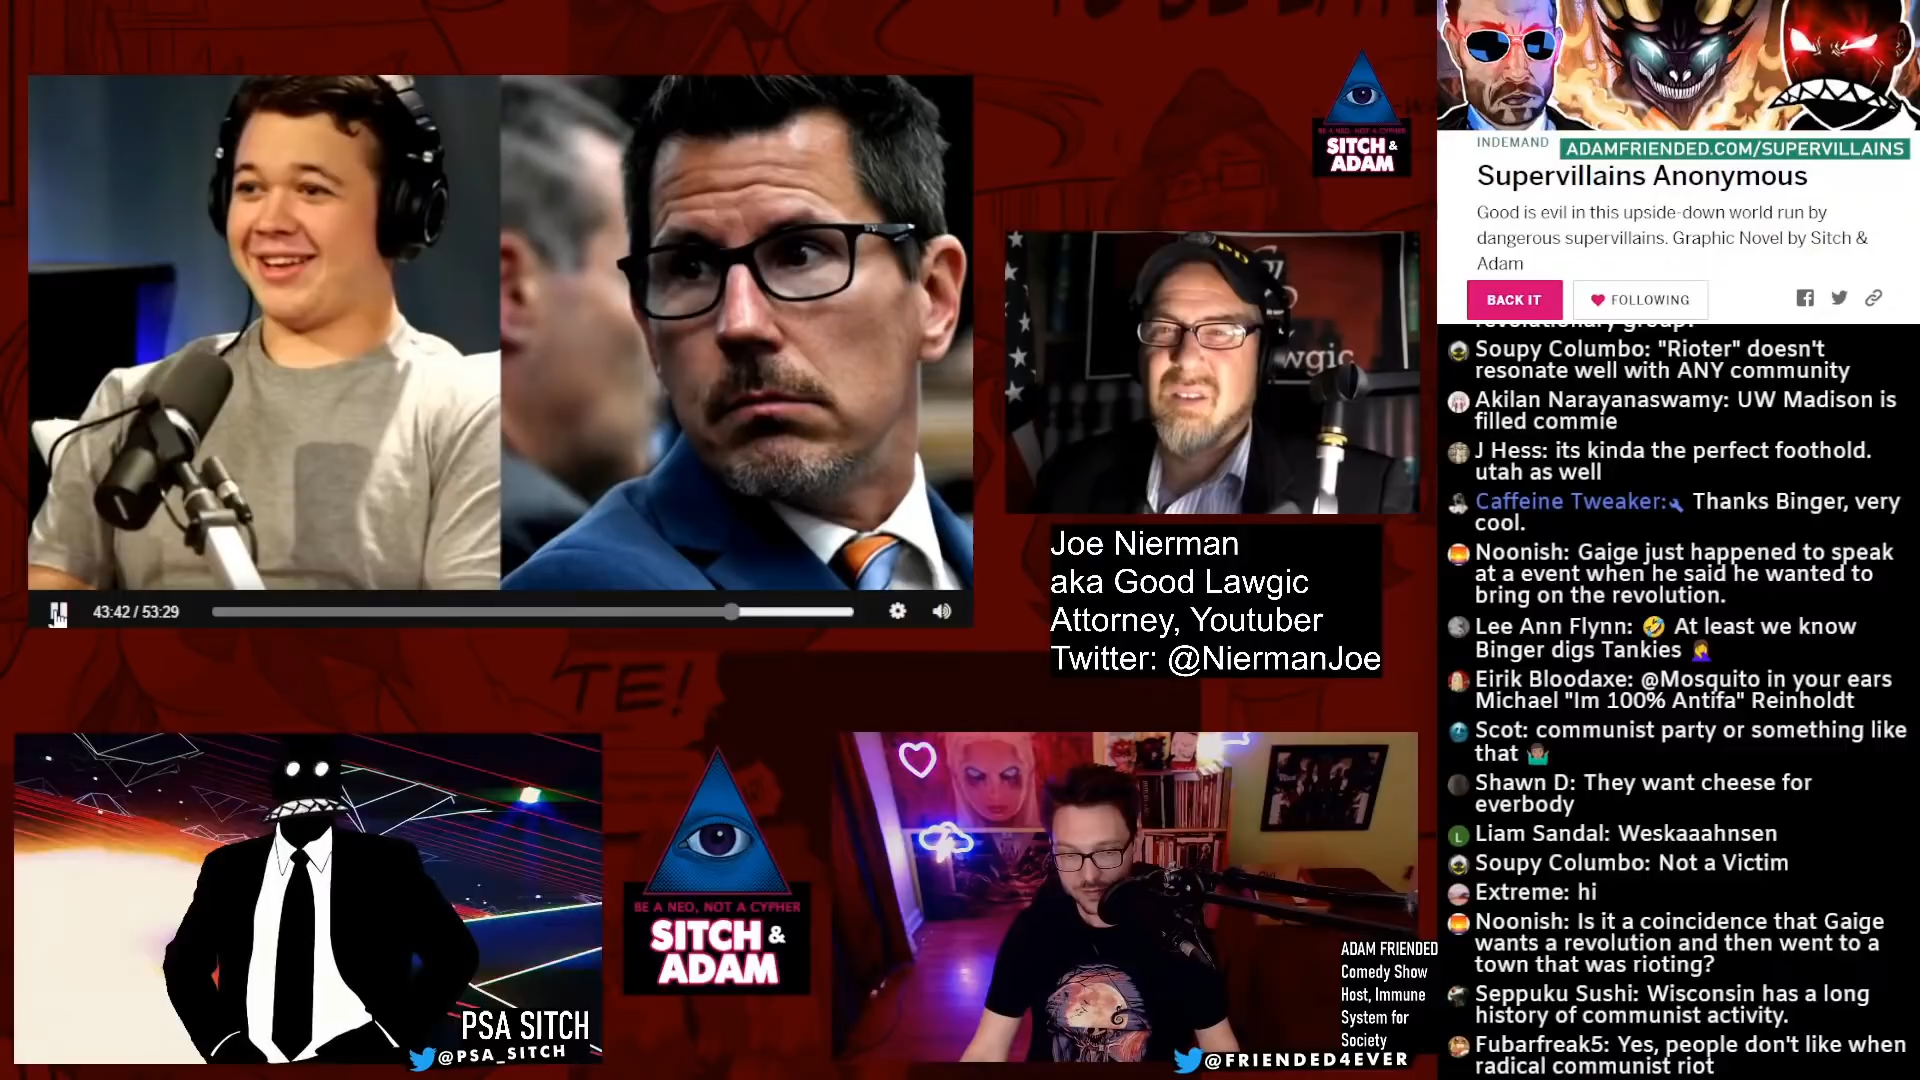 TE!
43:42 / 53:29
BE A NEO, NOT A CYPHER
SITCH &
ADAM
wgic
Joe Nierman
aka Good Lawgic
Attorney, Youtuber
Twitter: @NiermanJoe
PSA SITCH
@PSA_SITCH
BE A NEO, NOT A CYPHER
SITCH &
ADAM
ADAM FRIENDED
Comedy Show
Host, Immune
System for
Society
@FRIENDED4EVER
INDEMAND
ADAMFRIENDED.COM/SUPERVILLAINS
Supervillains Anonymous
Good is evil in this upside-down world run by
dangerous supervillains. Graphic Novel by Sitch &
Adam
BACK IT
FOLLOWING
revolutionary group.
Soupy Columbo: "Rioter" doesn't
resonate well with ANY community
Akilan Narayanaswamy: UW Madison is
filled commie
J Hess: its kinda the perfect foothold.
utah as well
Caffeine Tweaker: Thanks Binger, very
cool.
Noonish: Gaige just happened to speak
at a event when he said he wanted to
bring on the revolution.
Lee Ann Flynn: 🤣 At least we know
Binger digs Tankies 🤦‍♀️
Eirik Bloodaxe: @Mosquito in your ears
Michael "Im 100% Antifa" Reinholdt
Scot: communist party or something like
that 🤷🏽‍♂️
Shawn D: They want cheese for
everbody
L Liam Sandal: Weskaaahnsen
Soupy Columbo: Not a Victim
Extreme: hi
Noonish: Is it a coincidence that Gaige
wants a revolution and then went to a
town that was rioting?
Seppuku Sushi: Wisconsin has a long
history of communist activity.
Fubarfreak5: Yes, people don't like when
radical communist riot